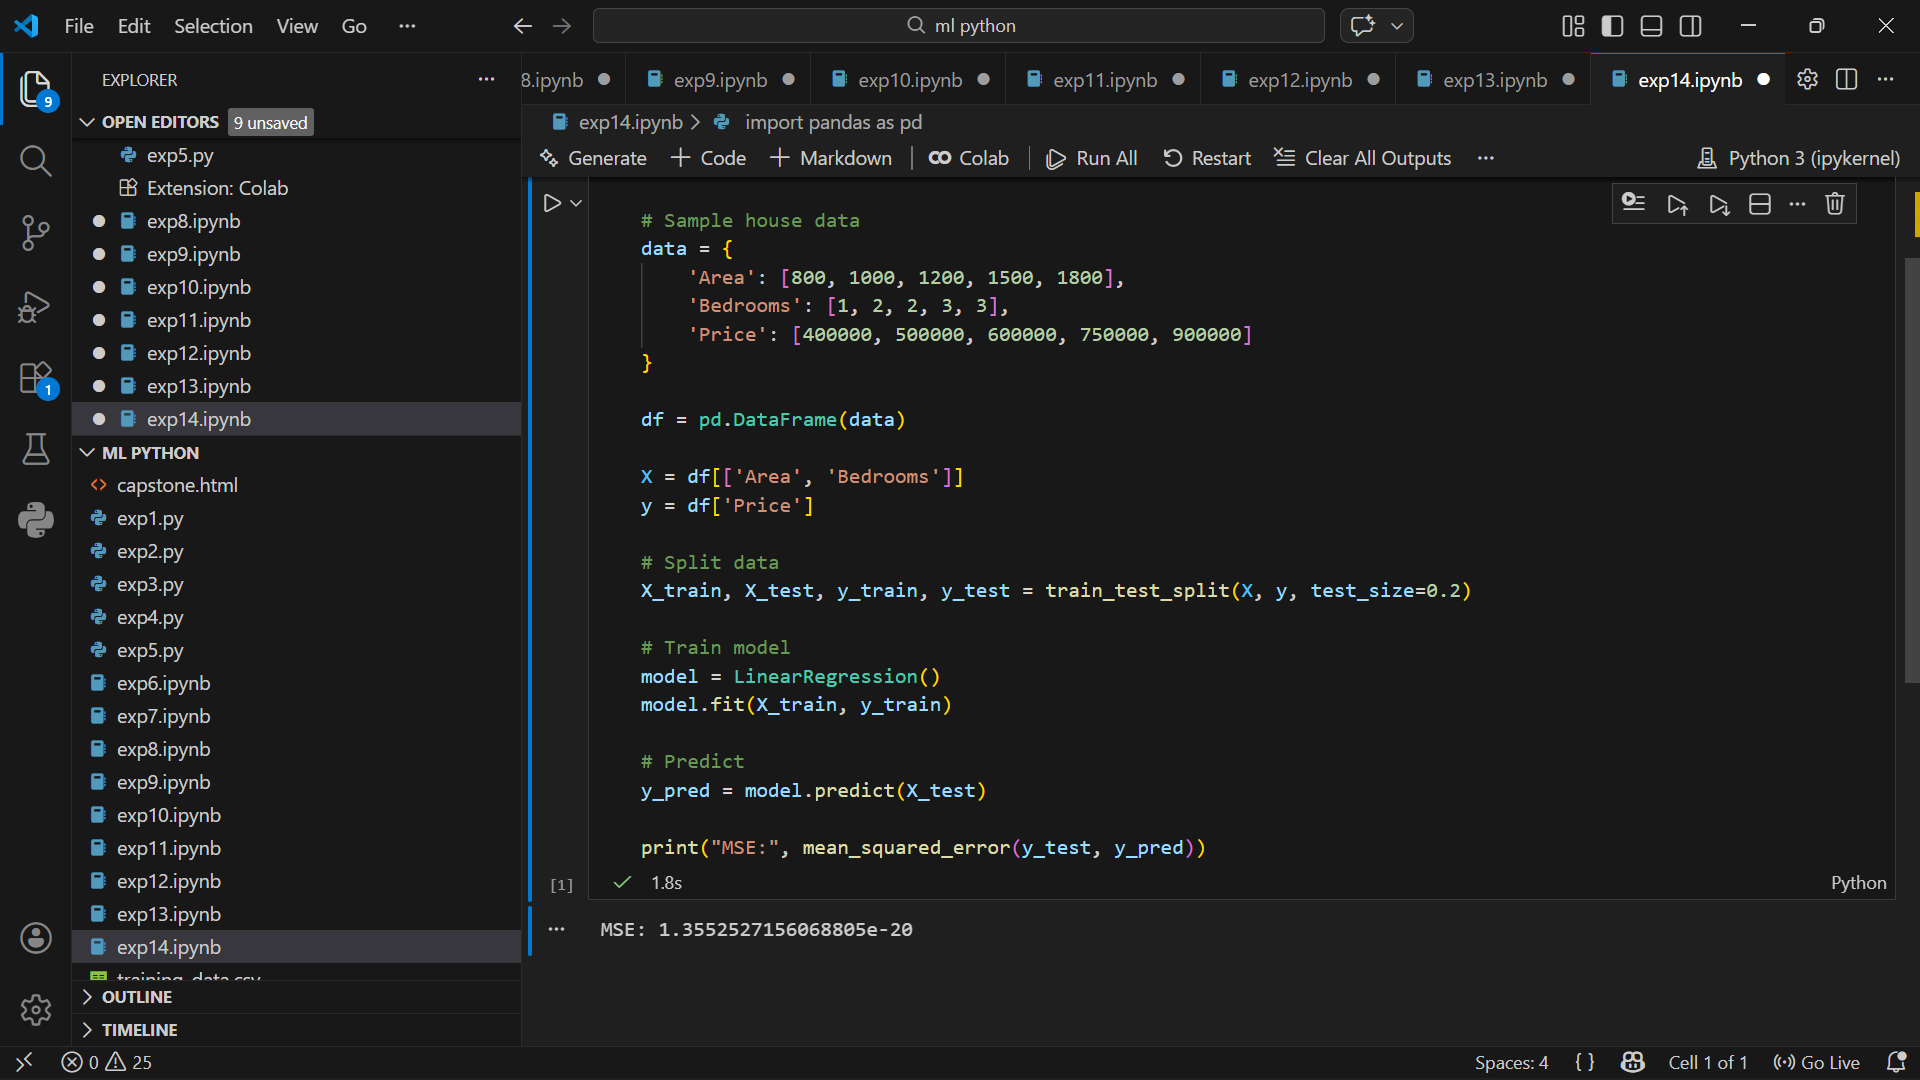 File Edit Selection View Go ···
ml python
EXPLORER ···
OPEN EDITORS 9 unsaved
exp5.py
Extension: Colab
exp8.ipynb
exp9.ipynb
exp10.ipynb
exp11.ipynb
exp12.ipynb
exp13.ipynb
exp14.ipynb
ML PYTHON
capstone.html
exp1.py
exp2.py
exp3.py
exp4.py
exp5.py
exp6.ipynb
exp7.ipynb
exp8.ipynb
exp9.ipynb
exp10.ipynb
exp11.ipynb
exp12.ipynb
exp13.ipynb
exp14.ipynb
training_data.csv
OUTLINE
TIMELINE
9
1
8.ipynb exp9.ipynb exp10.ipynb exp11.ipynb exp12.ipynb exp13.ipynb exp14.ipynb ···
exp14.ipynb > import pandas as pd
Generate + Code + Markdown | Colab | Run All Restart Clear All Outputs ··· Python 3 (ipykernel)
# Sample house data
data = {
    'Area': [800, 1000, 1200, 1500, 1800],
    'Bedrooms': [1, 2, 2, 3, 3],
    'Price': [400000, 500000, 600000, 750000, 900000]
}
df = pd.DataFrame(data)
X = df[['Area', 'Bedrooms']]
y = df['Price']
# Split data
X_train, X_test, y_train, y_test = train_test_split(X, y, test_size=0.2)
# Train model
model = LinearRegression()
model.fit(X_train, y_train)
# Predict
y_pred = model.predict(X_test)
print("MSE:", mean_squared_error(y_test, y_pred))
[1] 1.8s Python
··· MSE: 1.3552527156068805e-20
0 25 Spaces: 4 { } Cell 1 of 1 Go Live